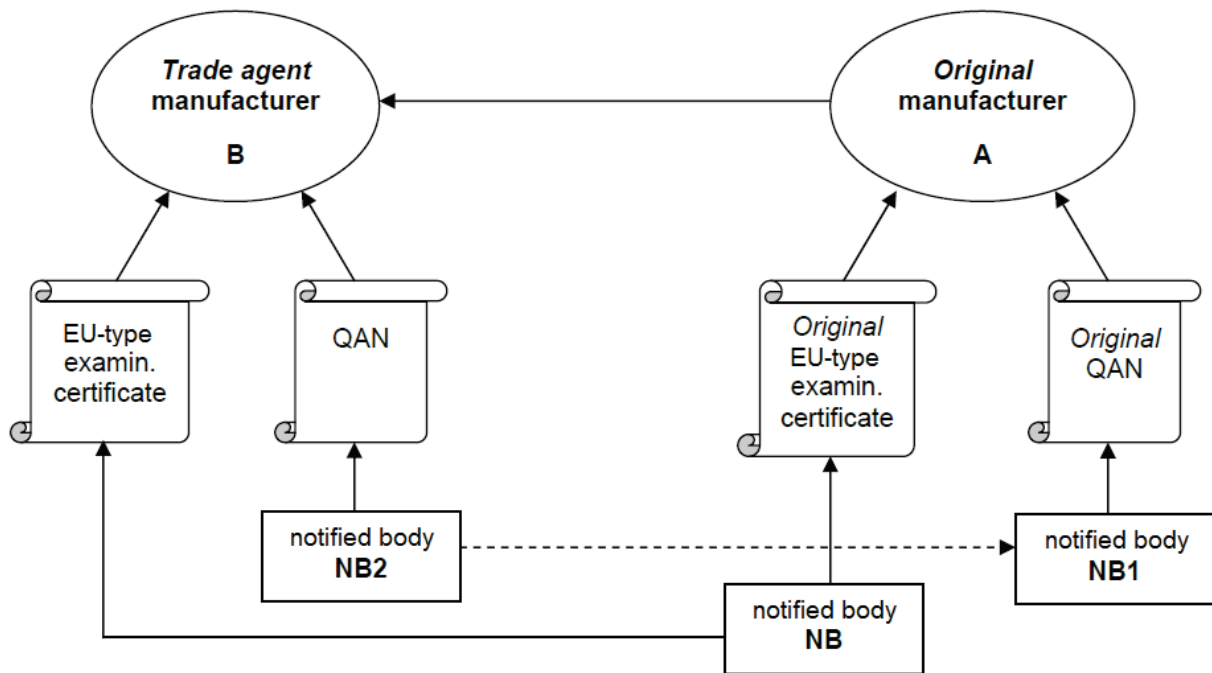 Trade agent
manufacturer
B
Original
manufacturer
A
EU-type
examin.
certificate
QAN
Original
EU-type
examin.
certificate
Original
QAN
notified body
NB2
notified body
NB1
notified body
NB